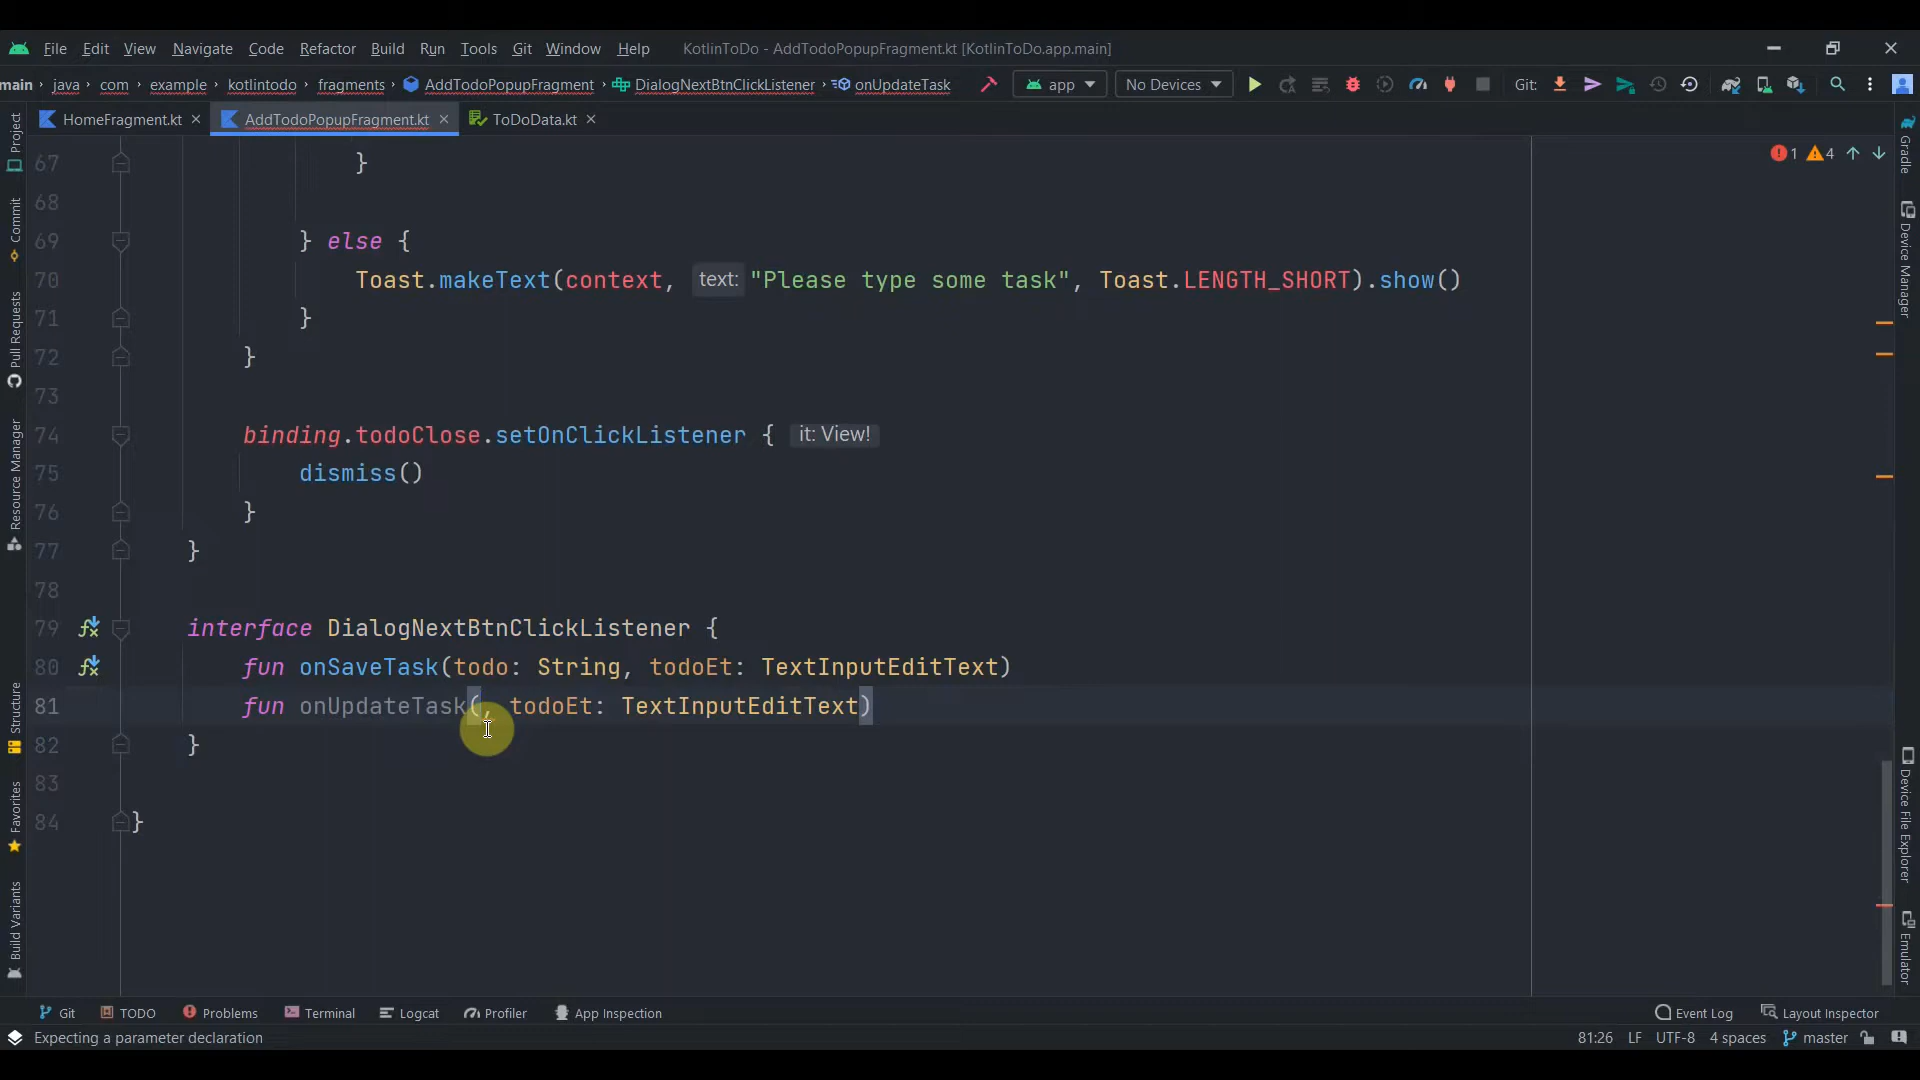 File Edit View Navigate Code Refactor Build Run Tools Git Window Help KotlinToDo - AddTodoPopupFragment.kt [KotlinToDo.app.main]
main java com example kotlintodo fragments AddTodoPopupFragment DialogNextBtnClickListener onUpdateTask app No Devices Git:
HomeFragment.kt AddTodoPopupFragment.kt ToDoData.kt
1 4
67 }
68
69 } else {
70 Toast.makeText(context, text: "Please type some task", Toast.LENGTH_SHORT).show()
71 }
72 }
73
74 binding.todoClose.setOnClickListener { it: View!
75 dismiss()
76 }
77 }
78
79 interface DialogNextBtnClickListener {
80 fun onSaveTask(todo: String, todoEt: TextInputEditText)
81 fun onUpdateTask(, todoEt: TextInputEditText)
82 }
83
84 }
Project
Commit
Pull Requests
Resource Manager
Structure
Favorites
Build Variants
Gradle
Device Manager
Device File Explorer
Emulator
Git TODO Problems Terminal Logcat Profiler App Inspection Event Log Layout Inspector
Expecting a parameter declaration 81:26 LF UTF-8 4 spaces master